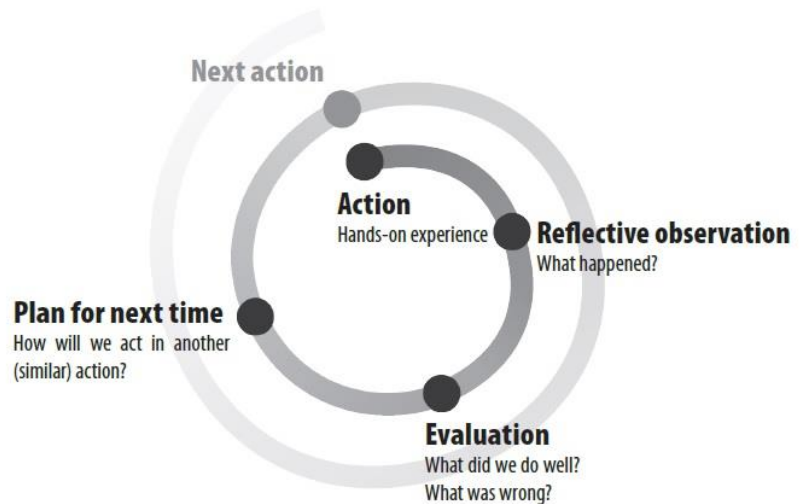 Next action
Action
Hands-on experience
Reflective observation
What happened?
Plan for next time
How will we act in another
(similar) action?
Evaluation
What did we do well?
What was wrong?